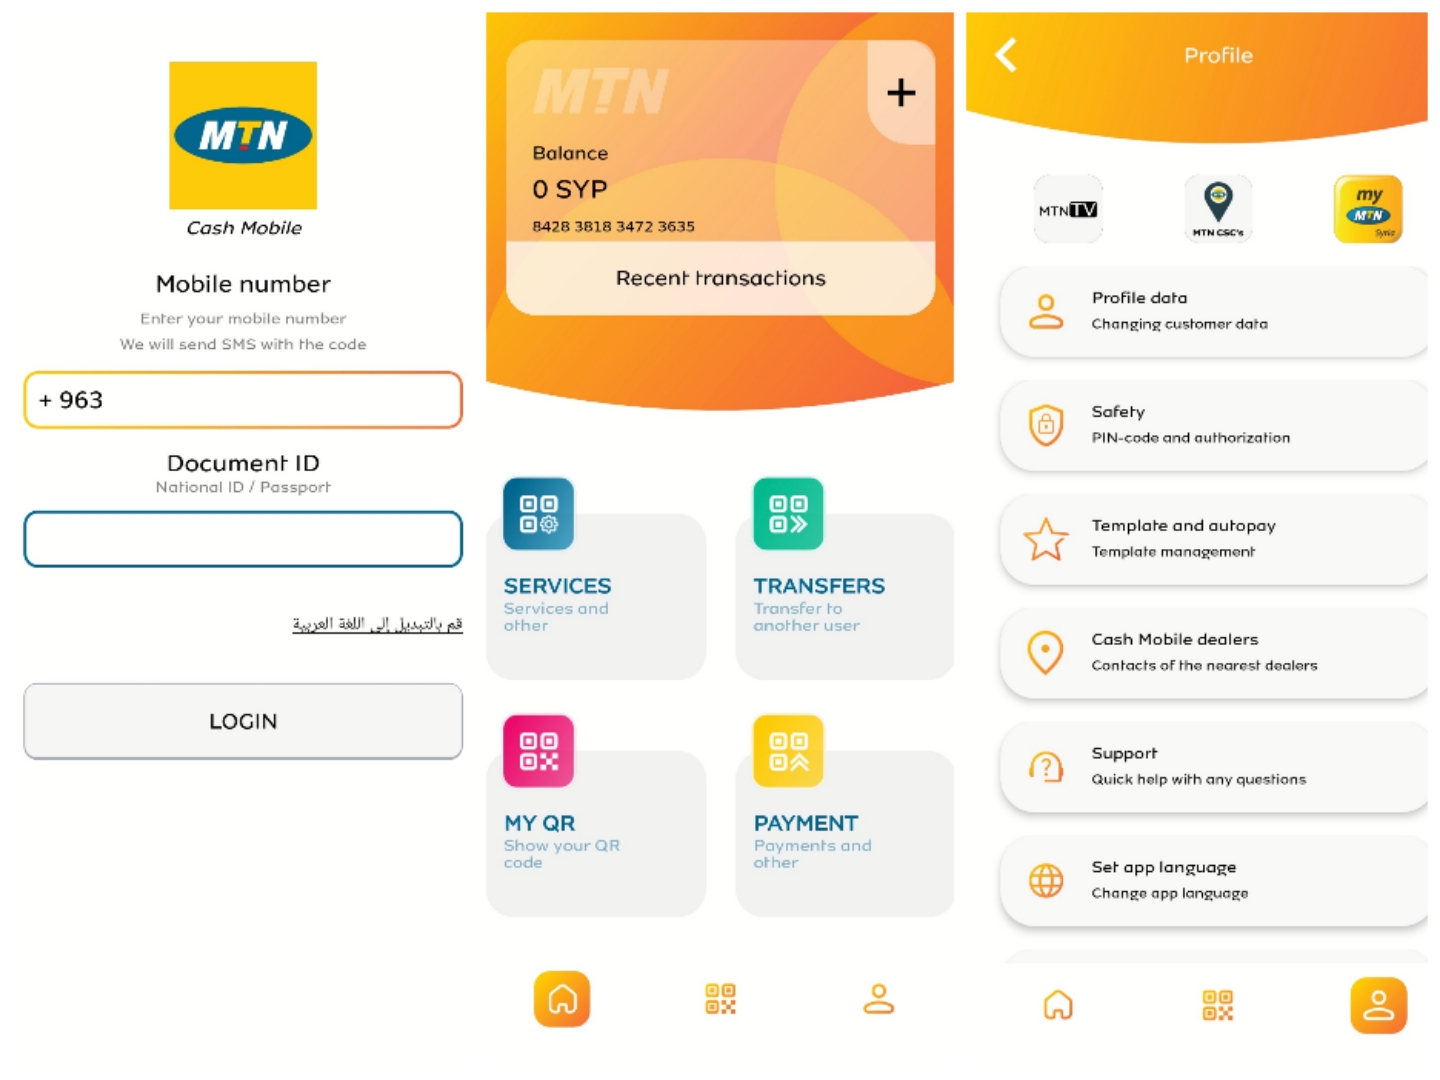 MTN
Cash Mobile
Mobile number
Enter your mobile number
We will send SMS with the code
+ 963
Document ID
National ID / Passport
قم بالتبديل إلى اللغة العربية
LOGIN
MTN
+
Balance
0 SYP
8428 3818 3472 3635
Recent transactions
SERVICES
Services and
other
TRANSFERS
Transfer to
another user
MY QR
Show your QR
code
PAYMENT
Payments and
other
Profile
MTN TV
MTN CSC's
my
MTN
Syria
Profile data
Changing customer data
Safety
PIN-code and authorization
Template and autopay
Template management
Cash Mobile dealers
Contacts of the nearest dealers
Support
Quick help with any questions
Set app language
Change app language